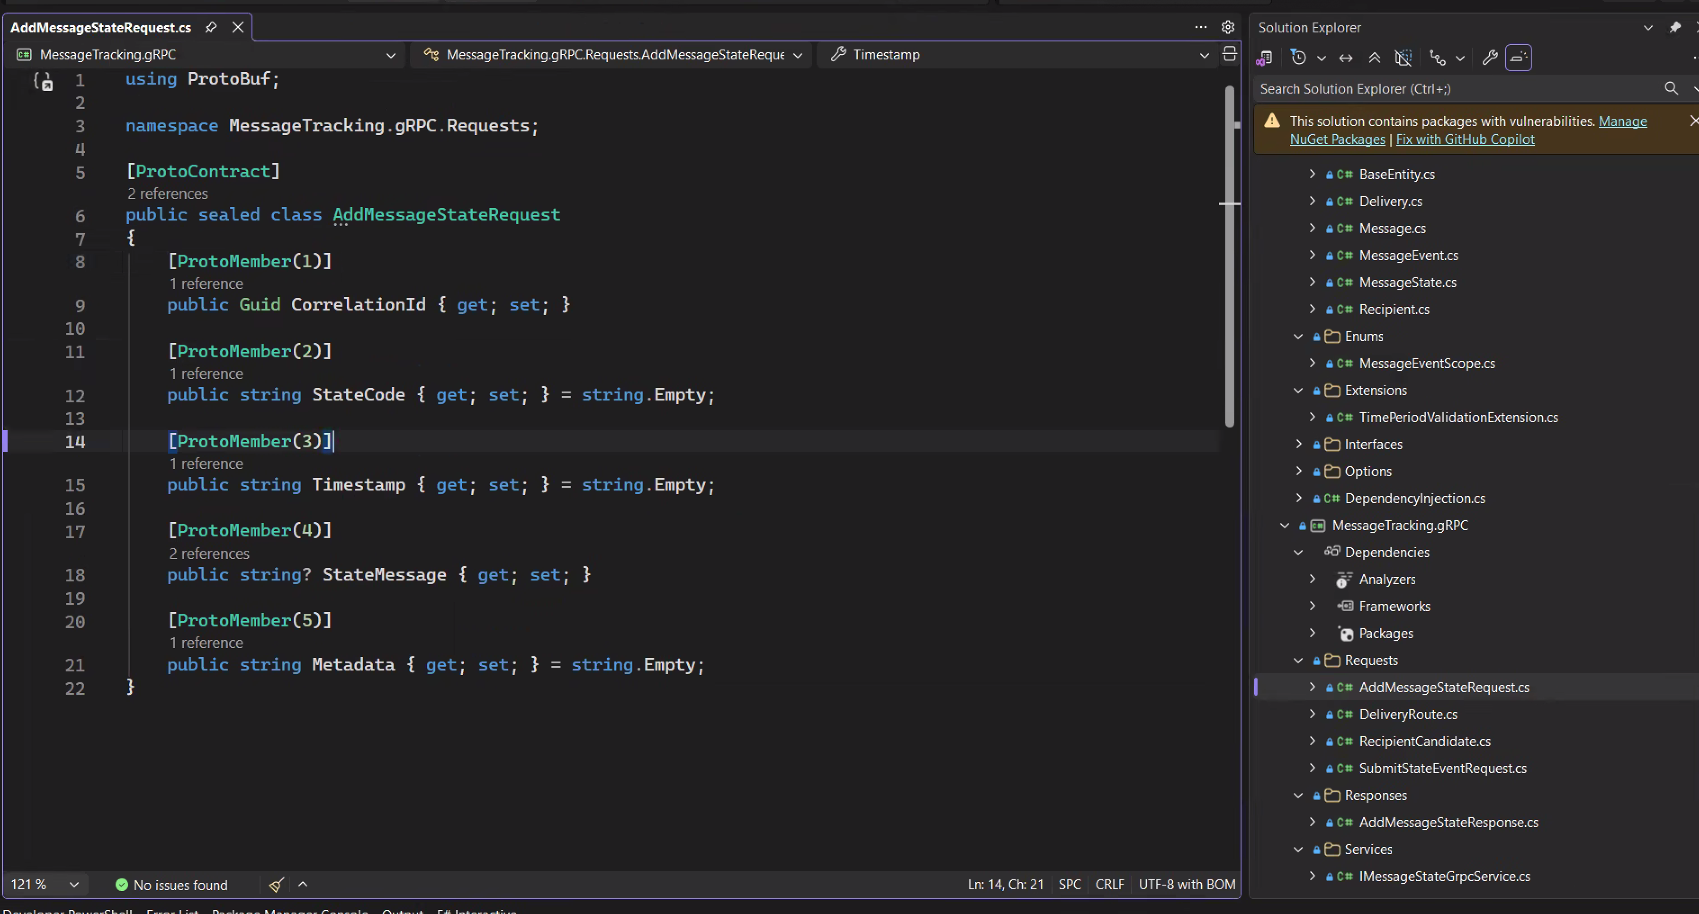 AddMessageStateRequest.cs
MessageTracking.gRPC
MessageTracking.gRPC.Requests.AddMessageStateReque
Timestamp
1 using ProtoBuf;
2
3 namespace MessageTracking.gRPC.Requests;
4
5 [ProtoContract]
2 references
6 public sealed class AddMessageStateRequest
7 {
8 [ProtoMember(1)]
1 reference
9 public Guid CorrelationId { get; set; }
10
11 [ProtoMember(2)]
1 reference
12 public string StateCode { get; set; } = string.Empty;
13
14 [ProtoMember(3)]
1 reference
15 public string Timestamp { get; set; } = string.Empty;
16
17 [ProtoMember(4)]
2 references
18 public string? StateMessage { get; set; }
19
20 [ProtoMember(5)]
1 reference
21 public string Metadata { get; set; } = string.Empty;
22 }
121 %
No issues found
Ln: 14, Ch: 21 SPC CRLF UTF-8 with BOM
Developer PowerShell Error List Package Manager Console Output F# Interactive
Solution Explorer
Search Solution Explorer (Ctrl+;)
This solution contains packages with vulnerabilities. Manage
NuGet Packages | Fix with GitHub Copilot
C# BaseEntity.cs
C# Delivery.cs
C# Message.cs
C# MessageEvent.cs
C# MessageState.cs
C# Recipient.cs
Enums
C# MessageEventScope.cs
Extensions
C# TimePeriodValidationExtension.cs
Interfaces
Options
C# DependencyInjection.cs
MessageTracking.gRPC
Dependencies
Analyzers
Frameworks
Packages
Requests
C# AddMessageStateRequest.cs
C# DeliveryRoute.cs
C# RecipientCandidate.cs
C# SubmitStateEventRequest.cs
Responses
C# AddMessageStateResponse.cs
Services
C# IMessageStateGrpcService.cs